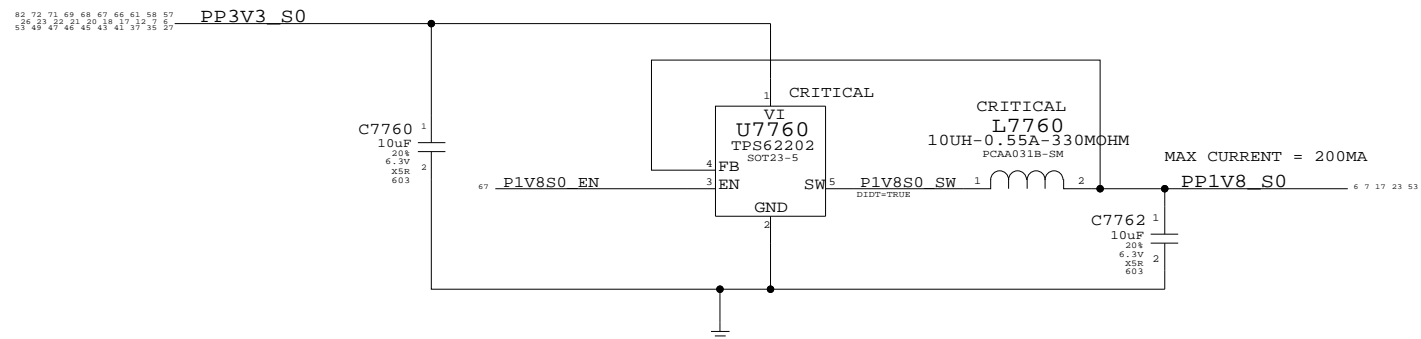 82 72 71 69 68 67 66 61 58 57
26 23 22 21 20 18 17 12 7 6
53 49 47 46 45 43 41 37 35 27
PP3V3_S0
1
CRITICAL
VI
U7760
TPS62202
SOT23-5
4
FB
67
P1V8S0_EN
3
EN
SW
5
P1V8S0_SW
DIDT=TRUE
GND
2
C7760
1
10uF
20%
6.3V
X5R
603
2
CRITICAL
L7760
10UH-0.55A-330MOHM
PCAA031B-SM
1
2
MAX CURRENT = 200MA
PP1V8_S0
6 7 17 23 53
C7762
1
10uF
20%
6.3V
X5R
603
2